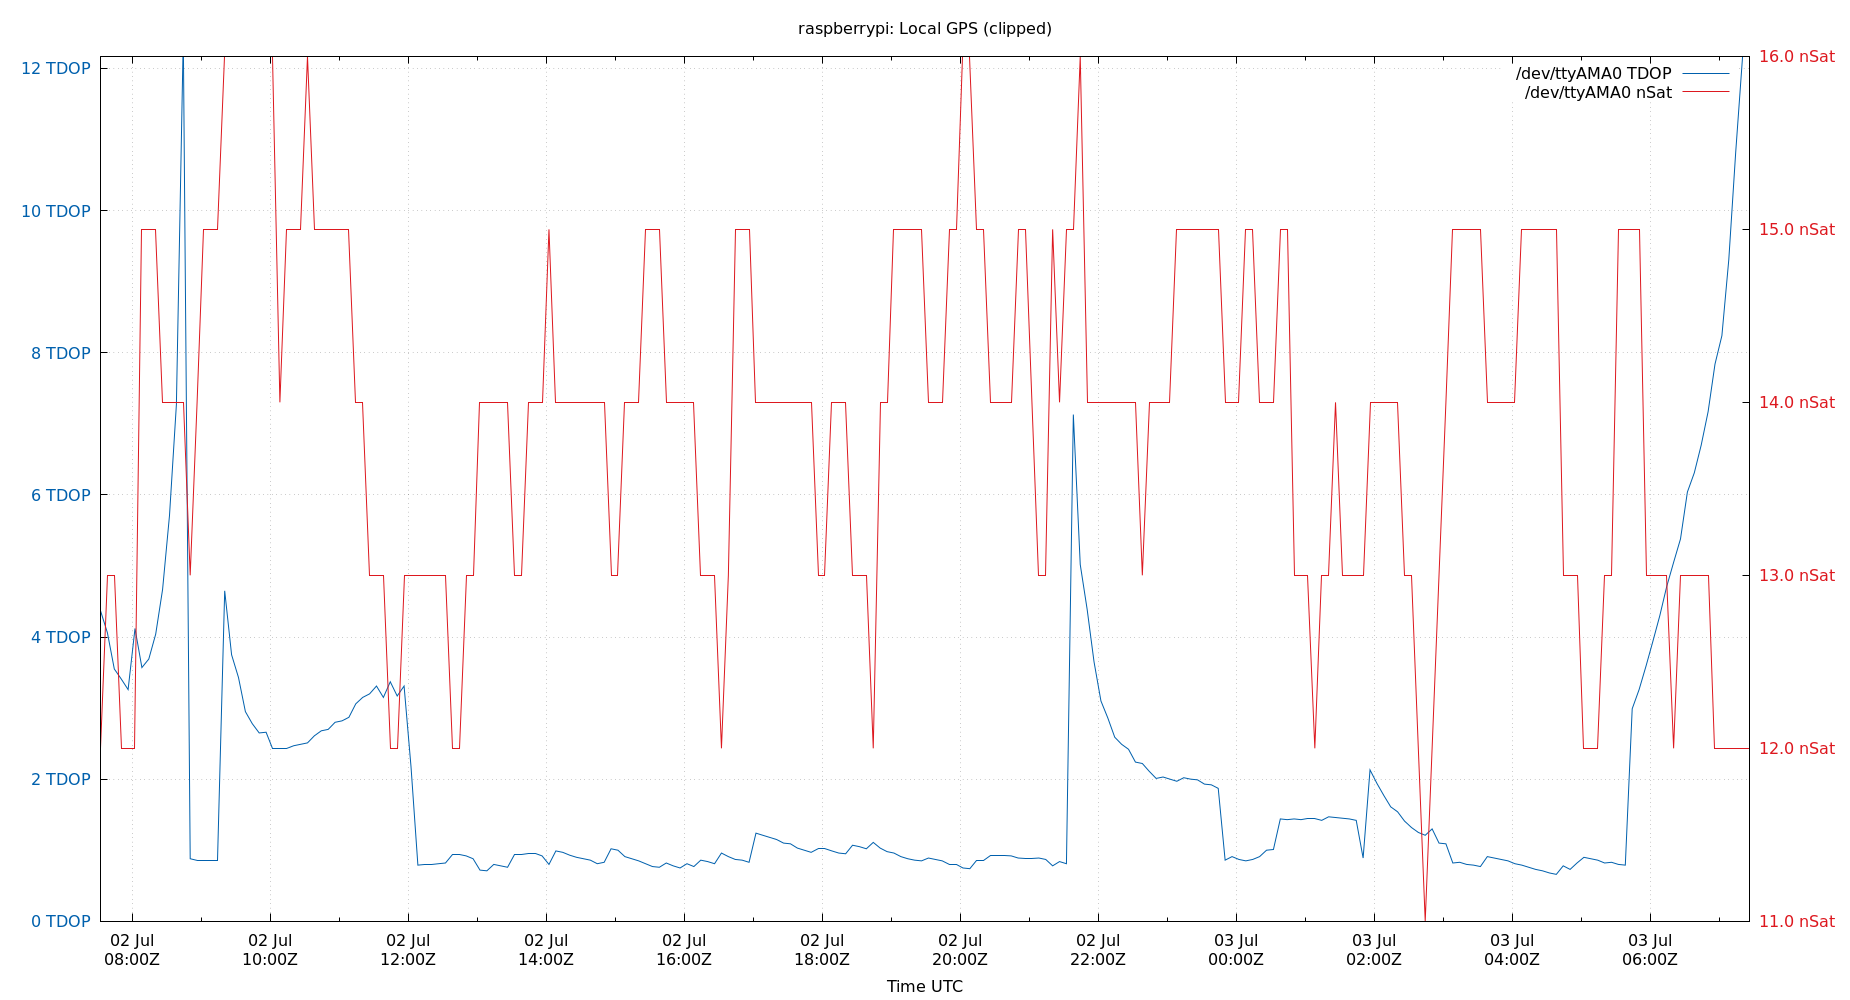 raspberrypi: Local GPS (clipped)
12 TDOP
10 TDOP
8 TDOP
6 TDOP
4 TDOP
2 TDOP
0 TDOP
16.0 nSat
15.0 nSat
14.0 nSat
13.0 nSat
12.0 nSat
11.0 nSat
/dev/ttyAMA0 TDOP
/dev/ttyAMA0 nSat
02 Jul 02 Jul 02 Jul 02 Jul 02 Jul 02 Jul 02 Jul 02 Jul 03 Jul 03 Jul 03 Jul 03 Jul
08:00Z 10:00Z 12:00Z 14:00Z 16:00Z 18:00Z 20:00Z 22:00Z 00:00Z 02:00Z 04:00Z 06:00Z
Time UTC